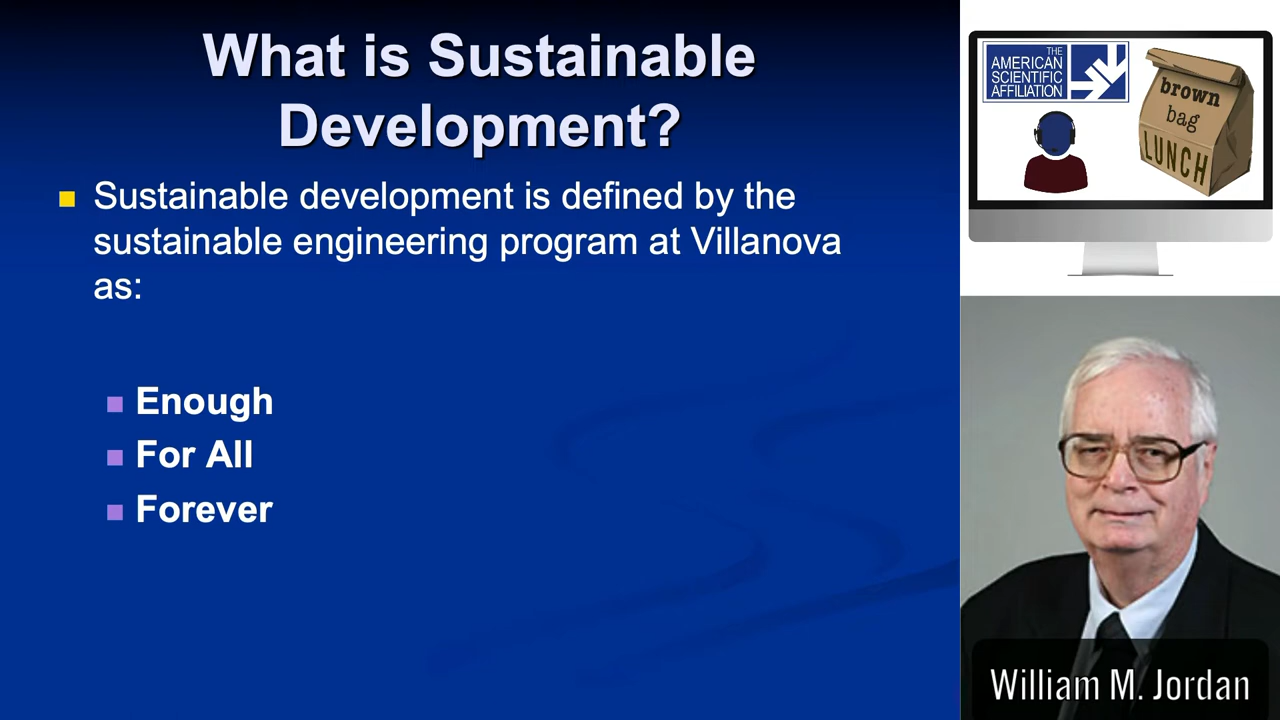 What is Sustainable
Development?
Sustainable development is defined by the
sustainable engineering program at Villanova
as:
Enough
For All
Forever
THE
AMERICAN
SCIENTIFIC
AFFILIATION
brown
bag
LUNCH
William M. Jordan